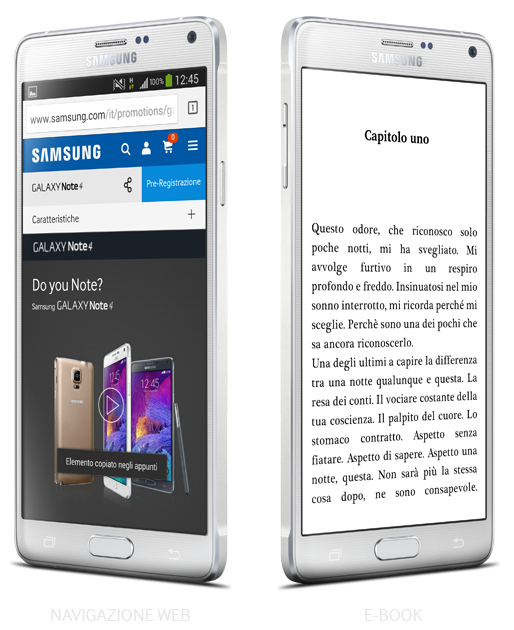 SAMSUNG
100% 12:45
www.samsung.com/it/promotions/g
1
SAMSUNG
0
GALAXY Note 4
Pre-Registrazione
Caratteristiche +
GALAXY Note 4
Do you Note?
Samsung GALAXY Note 4
Elemento copiato negli appunti
NAVIGAZIONE WEB
SAMSUNG
Capitolo uno
Questo odore, che riconosco solo
poche notti, mi ha svegliato. Mi
avvolge furtivo in un respiro
profondo e freddo. Insinuatosi nel mio
sonno interrotto, mi ricorda perché mi
sceglie. Perchè sono una dei pochi che
sa ancora riconoscerlo.
Una degli ultimi a capire la differenza
tra una notte qualunque e questa. La
resa dei conti. Il vociare costante della
tua coscienza. Il palpito del cuore. Lo
stomaco contratto. Aspetto senza
fiatare. Aspetto di sapere. Aspetto una
notte, questa. Non sarà più la stessa
cosa dopo, ne sono consapevole.
E-BOOK